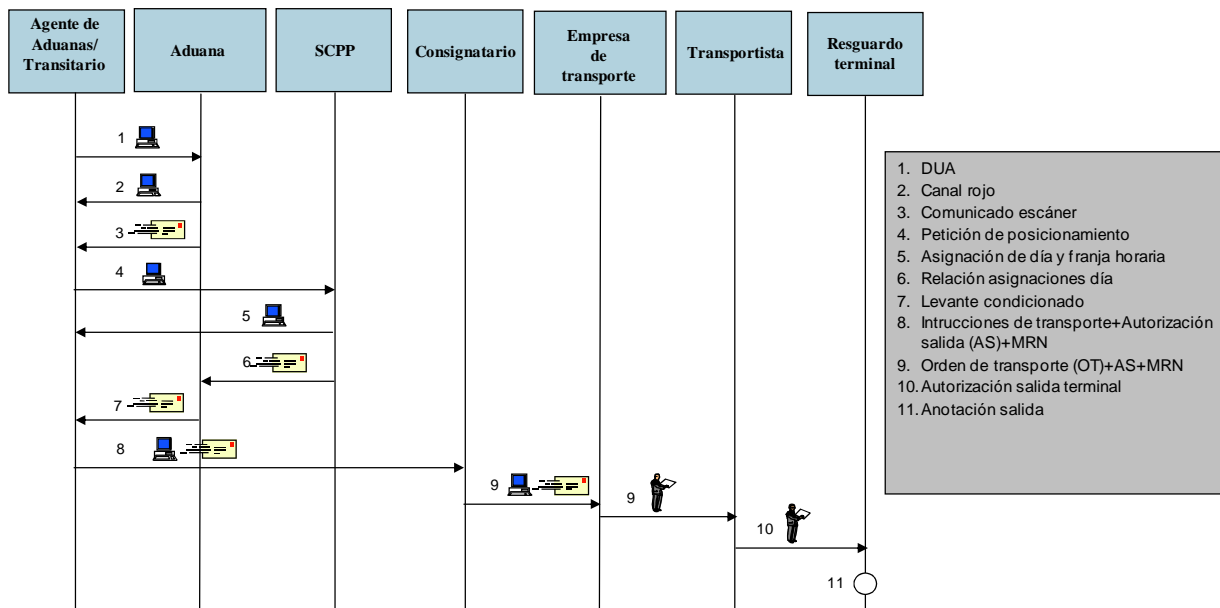 Agente de
Aduanas/
Transitario
Aduana
SCPP
Consignatario
Empresa
de
transporte
Transportista
Resguardo
terminal
1
2
3
4
5
6
7
8
9
9
10
11
1. DUA
2. Canal rojo
3. Comunicado escáner
4. Petición de posicionamiento
5. Asignación de día y franja horaria
6. Relación asignaciones día
7. Levante condicionado
8. Intrucciones de transporte+Autorización
salida (AS)+MRN
9. Orden de transporte (OT)+AS+MRN
10. Autorización salida terminal
11. Anotación salida